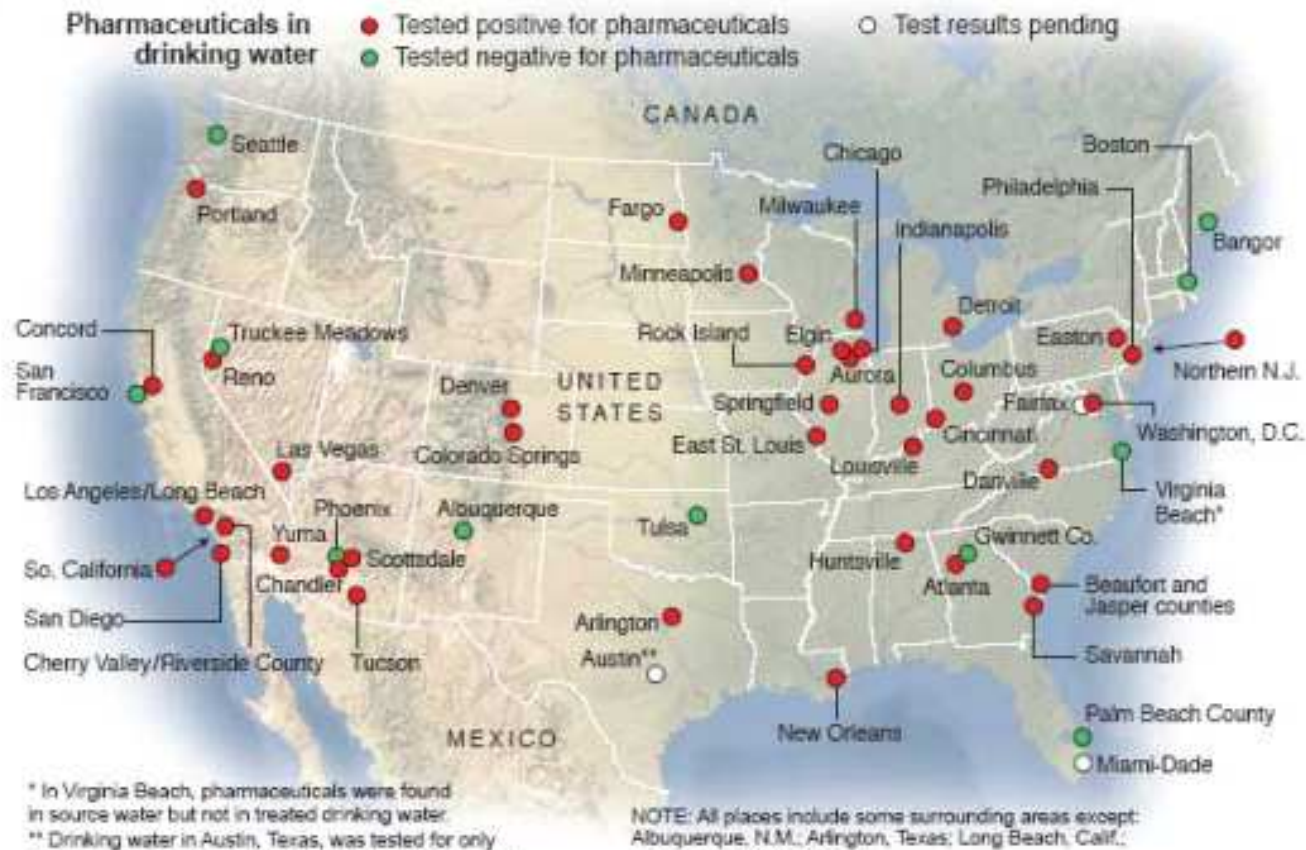 Pharmaceuticals in
drinking water
Tested positive for pharmaceuticals
Tested negative for pharmaceuticals
Test results pending
CANADA
Seattle
Portland
Fargo
Minneapolis
Milwaukee
Chicago
Indianapolis
Boston
Philadelphia
Bangor
Concord
San
Francisco
Truckee Meadows
Reno
Rock Island
Elgin
Aurora
Detroit
Easton
Northern N.J.
Denver
Colorado Springs
UNITED
STATES
Springfield
East St. Louis
Columbus
Cincinnat.
Louisville
Fairfax
Washington, D.C.
Las Vegas
Los Angeles/Long Beach
Phoenix
Albuquerque
Tulsa
Danville
Virginia
Beach*
Yuma
Scottsdale
Chandler
So. California
San Diego
Cherry Valley/Riverside County
Tucson
Huntsville
Gwinnett Co.
Atlanta
Beaufort and
Jasper counties
Savannah
Arlington
Austin**
New Orleans
Palm Beach County
Miami-Dade
MEXICO
* In Virginia Beach, pharmaceuticals were found
in source water but not in treated drinking water.
** Drinking water in Austin, Texas, was tested for only
NOTE: All places include some surrounding areas except:
Albuquerque, N.M.; Arlington, Texas; Long Beach, Calif.;